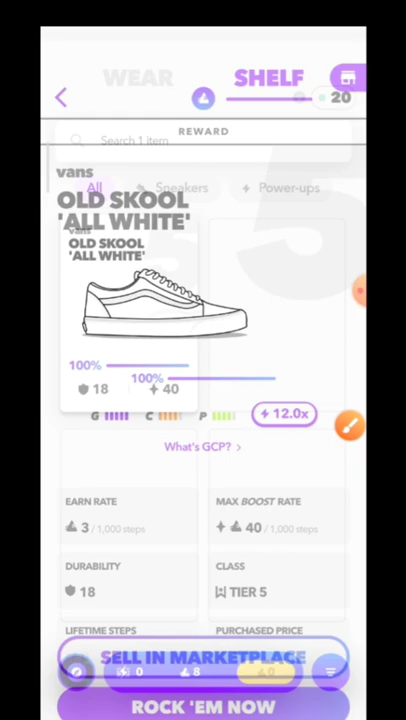 WEAR SHELF
20
REWARD
Search 1 item
vans
All Sneakers Power-ups
OLD SKOOL
'ALL WHITE'
vans
OLD SKOOL
'ALL WHITE'
100%
100%
18 40
G C P 12.0x
What's GCP? >
EARN RATE MAX BOOST RATE
3 / 1,000 steps 40 / 1,000 steps
DURABILITY CLASS
18 TIER 5
LIFETIME STEPS PURCHASED PRICE
SELL IN MARKETPLACE
0 8 0
ROCK 'EM NOW